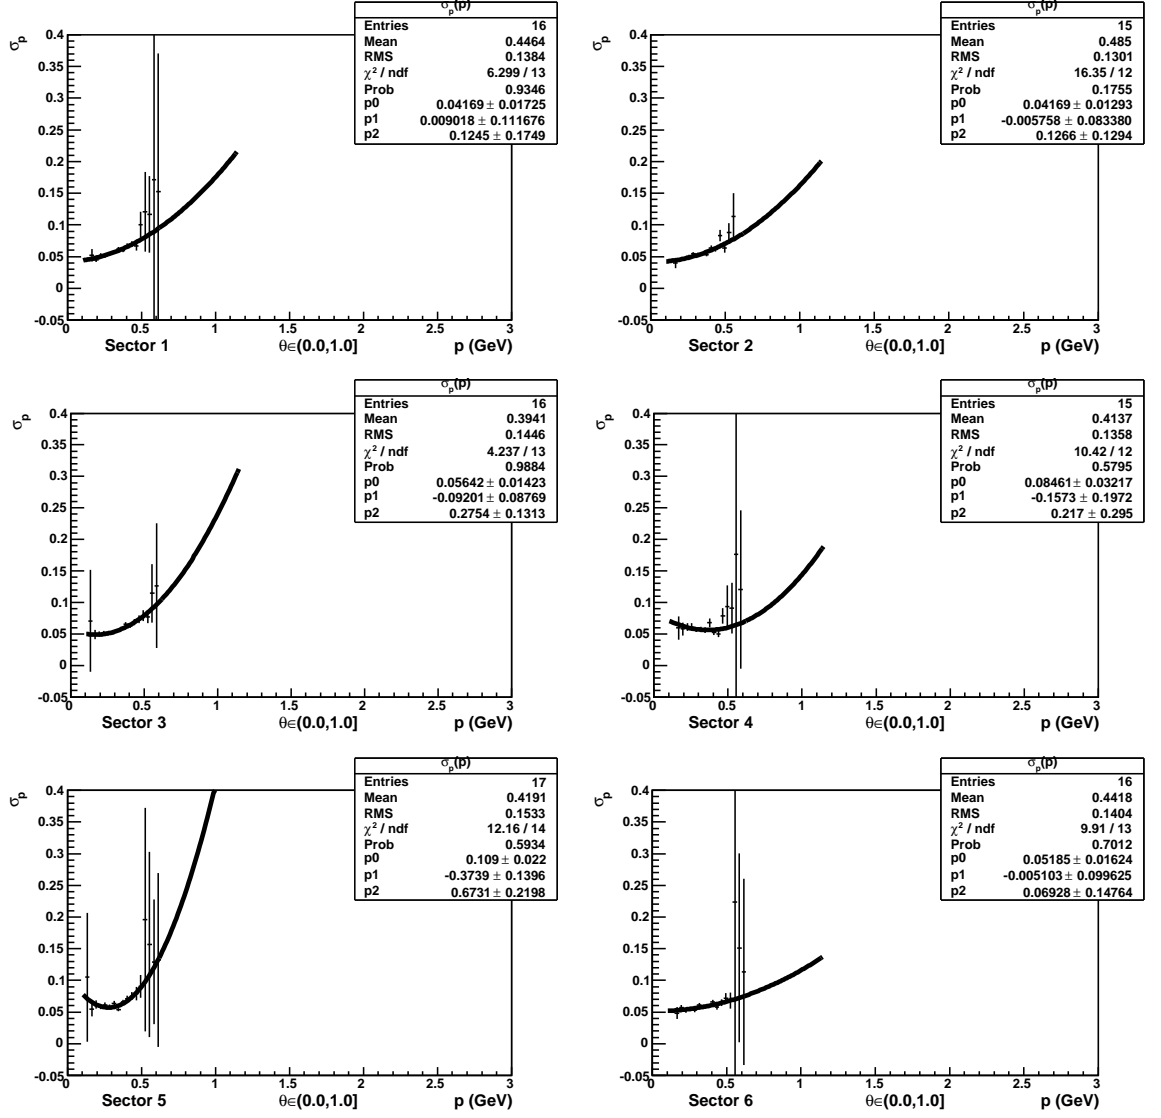 σp(p)
Entries 16
Mean 0.4464
RMS 0.1384
χ² / ndf 6.299 / 13
Prob 0.9346
p0 0.04169 ± 0.01725
p1 0.009018 ± 0.111676
p2 0.1245 ± 0.1749
σp
0.4
0.35
0.3
0.25
0.2
0.15
0.1
0.05
0
-0.05
0 0.5 1 1.5 2 2.5 3
Sector 1 θ∈(0.0,1.0] p (GeV)
σp(p)
Entries 15
Mean 0.485
RMS 0.1301
χ² / ndf 16.35 / 12
Prob 0.1755
p0 0.04169 ± 0.01293
p1 -0.005758 ± 0.083380
p2 0.1266 ± 0.1294
σp
0.4
0.35
0.3
0.25
0.2
0.15
0.1
0.05
0
-0.05
0 0.5 1 1.5 2 2.5 3
Sector 2 θ∈(0.0,1.0] p (GeV)
σp(p)
Entries 16
Mean 0.3941
RMS 0.1446
χ² / ndf 4.237 / 13
Prob 0.9884
p0 0.05642 ± 0.01423
p1 -0.09201 ± 0.08769
p2 0.2754 ± 0.1313
σp
0.4
0.35
0.3
0.25
0.2
0.15
0.1
0.05
0
-0.05
0 0.5 1 1.5 2 2.5 3
Sector 3 θ∈(0.0,1.0] p (GeV)
σp(p)
Entries 15
Mean 0.4137
RMS 0.1358
χ² / ndf 10.42 / 12
Prob 0.5795
p0 0.08461 ± 0.03217
p1 -0.1573 ± 0.1972
p2 0.217 ± 0.295
σp
0.4
0.35
0.3
0.25
0.2
0.15
0.1
0.05
0
-0.05
0 0.5 1 1.5 2 2.5 3
Sector 4 θ∈(0.0,1.0] p (GeV)
σp(p)
Entries 17
Mean 0.4191
RMS 0.1533
χ² / ndf 12.16 / 14
Prob 0.5934
p0 0.109 ± 0.022
p1 -0.3739 ± 0.1396
p2 0.6731 ± 0.2198
σp
0.4
0.35
0.3
0.25
0.2
0.15
0.1
0.05
0
-0.05
0 0.5 1 1.5 2 2.5 3
Sector 5 θ∈(0.0,1.0] p (GeV)
σp(p)
Entries 16
Mean 0.4418
RMS 0.1404
χ² / ndf 9.91 / 13
Prob 0.7012
p0 0.05185 ± 0.01624
p1 -0.005103 ± 0.099625
p2 0.06928 ± 0.14764
σp
0.4
0.35
0.3
0.25
0.2
0.15
0.1
0.05
0
-0.05
0 0.5 1 1.5 2 2.5 3
Sector 6 θ∈(0.0,1.0] p (GeV)